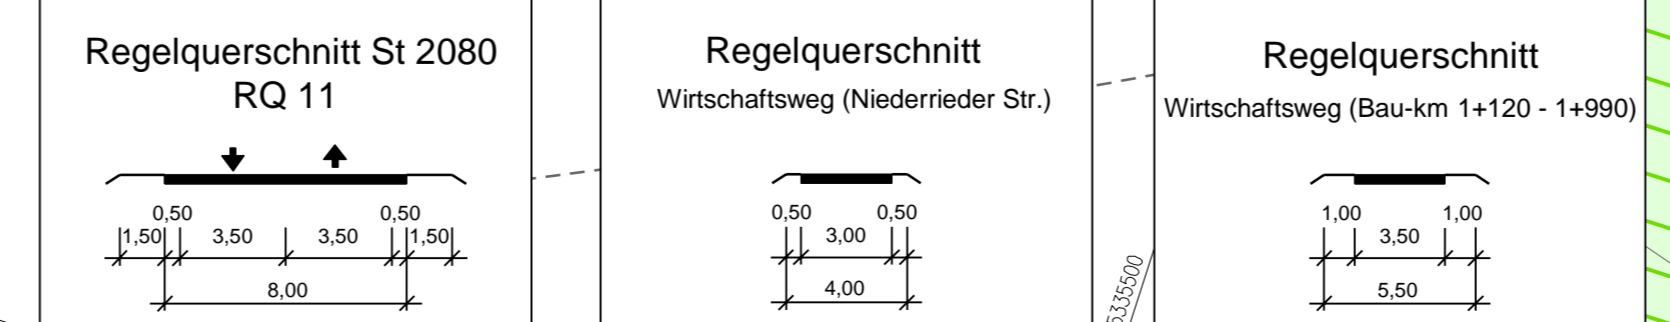 Regelquerschnitt St 2080
RQ 11
0,50 0,50
1,50 3,50 3,50 1,50
8,00
Regelquerschnitt
Wirtschaftsweg (Niederrieder Str.)
0,50 0,50
3,00
4,00
5335500
Regelquerschnitt
Wirtschaftsweg (Bau-km 1+120 - 1+990)
1,00 1,00
3,50
5,50